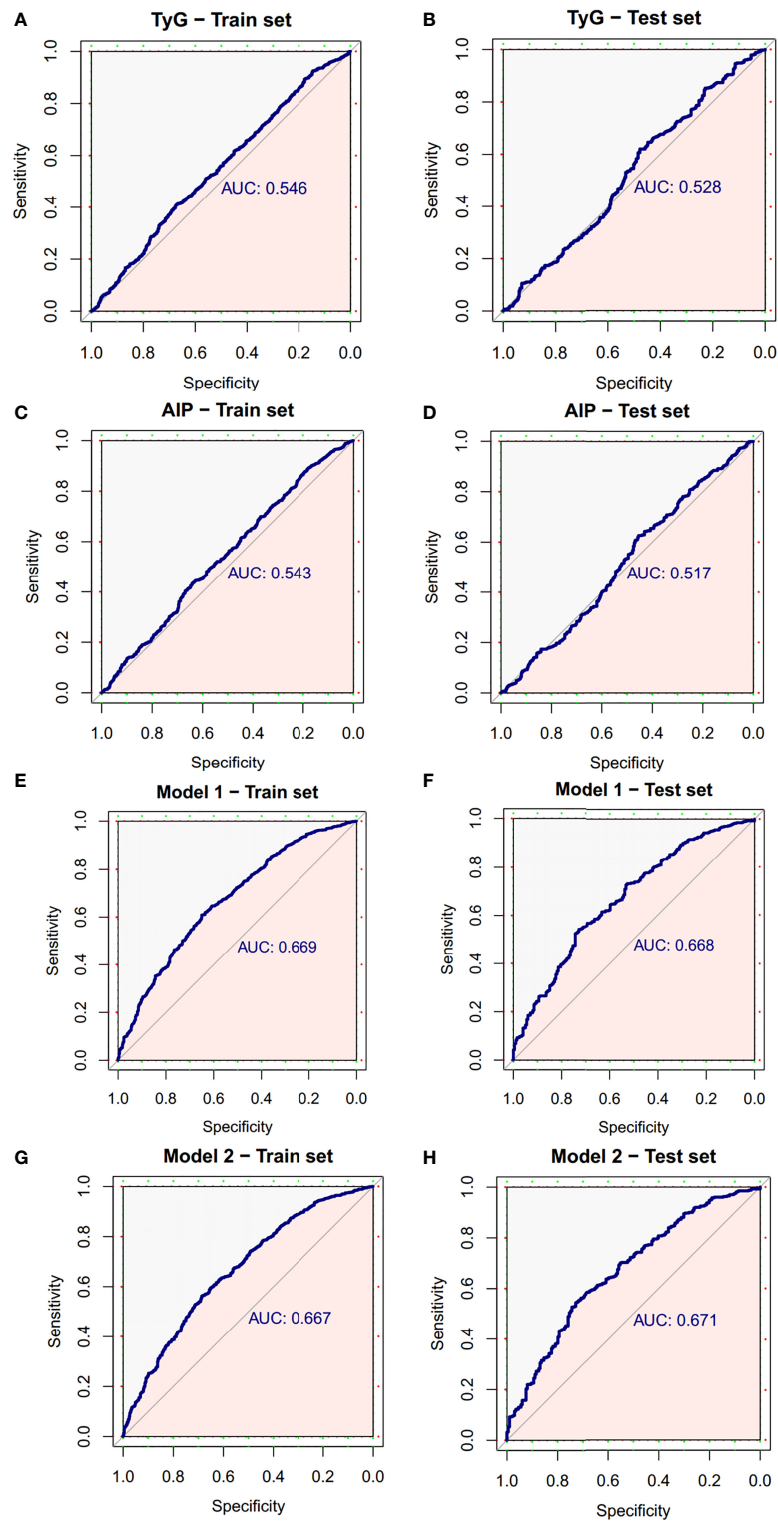 A
TyG − Train set
1.0
0.8
0.6
0.4
0.2
0.0
Sensitivity
AUC: 0.546
1.0 0.8 0.6 0.4 0.2 0.0
Specificity
B
TyG − Test set
1.0
0.8
0.6
0.4
0.2
0.0
Sensitivity
AUC: 0.528
1.0 0.8 0.6 0.4 0.2 0.0
Specificity
C
AIP − Train set
1.0
0.8
0.6
0.4
0.2
0.0
Sensitivity
AUC: 0.543
1.0 0.8 0.6 0.4 0.2 0.0
Specificity
D
AIP − Test set
1.0
0.8
0.6
0.4
0.2
0.0
Sensitivity
AUC: 0.517
1.0 0.8 0.6 0.4 0.2 0.0
Specificity
E
Model 1 − Train set
1.0
0.8
0.6
0.4
0.2
0.0
Sensitivity
AUC: 0.669
1.0 0.8 0.6 0.4 0.2 0.0
Specificity
F
Model 1 − Test set
1.0
0.8
0.6
0.4
0.2
0.0
Sensitivity
AUC: 0.668
1.0 0.8 0.6 0.4 0.2 0.0
Specificity
G
Model 2 − Train set
1.0
0.8
0.6
0.4
0.2
0.0
Sensitivity
AUC: 0.667
1.0 0.8 0.6 0.4 0.2 0.0
Specificity
H
Model 2 − Test set
1.0
0.8
0.6
0.4
0.2
0.0
Sensitivity
AUC: 0.671
1.0 0.8 0.6 0.4 0.2 0.0
Specificity